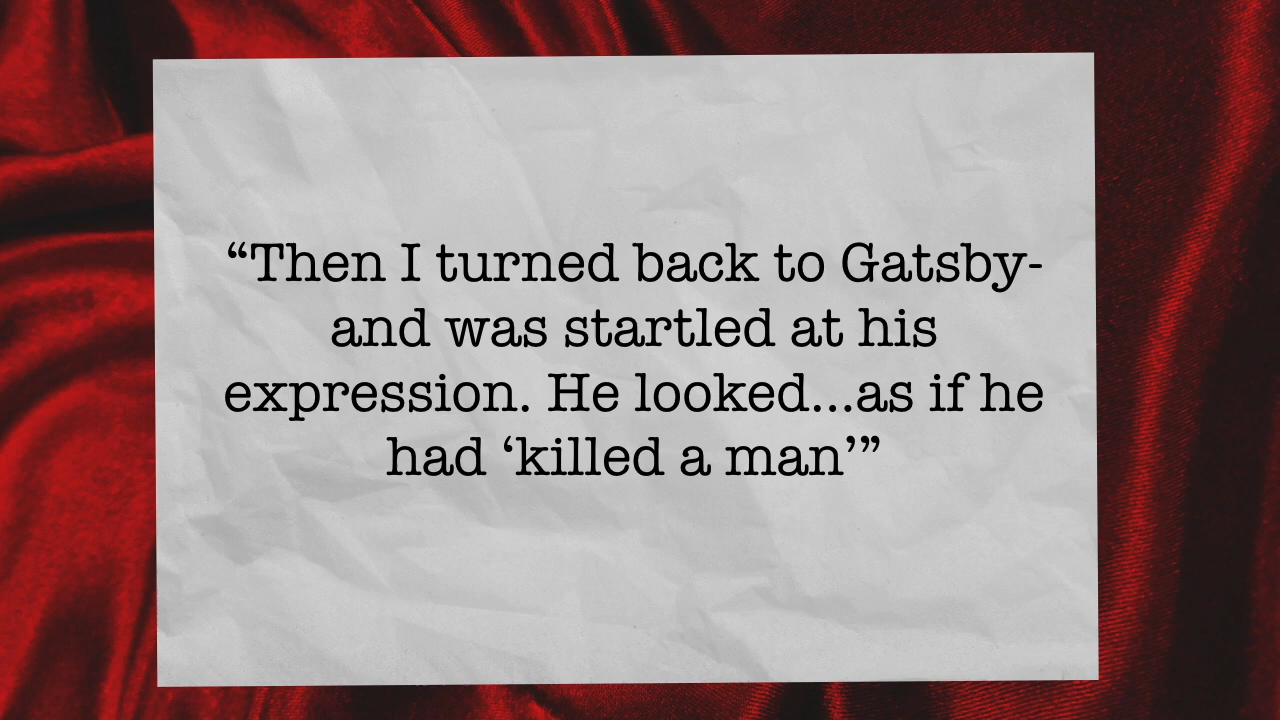 “Then I turned back to Gatsby-
and was startled at his
expression. He looked...as if he
had ‘killed a man’”